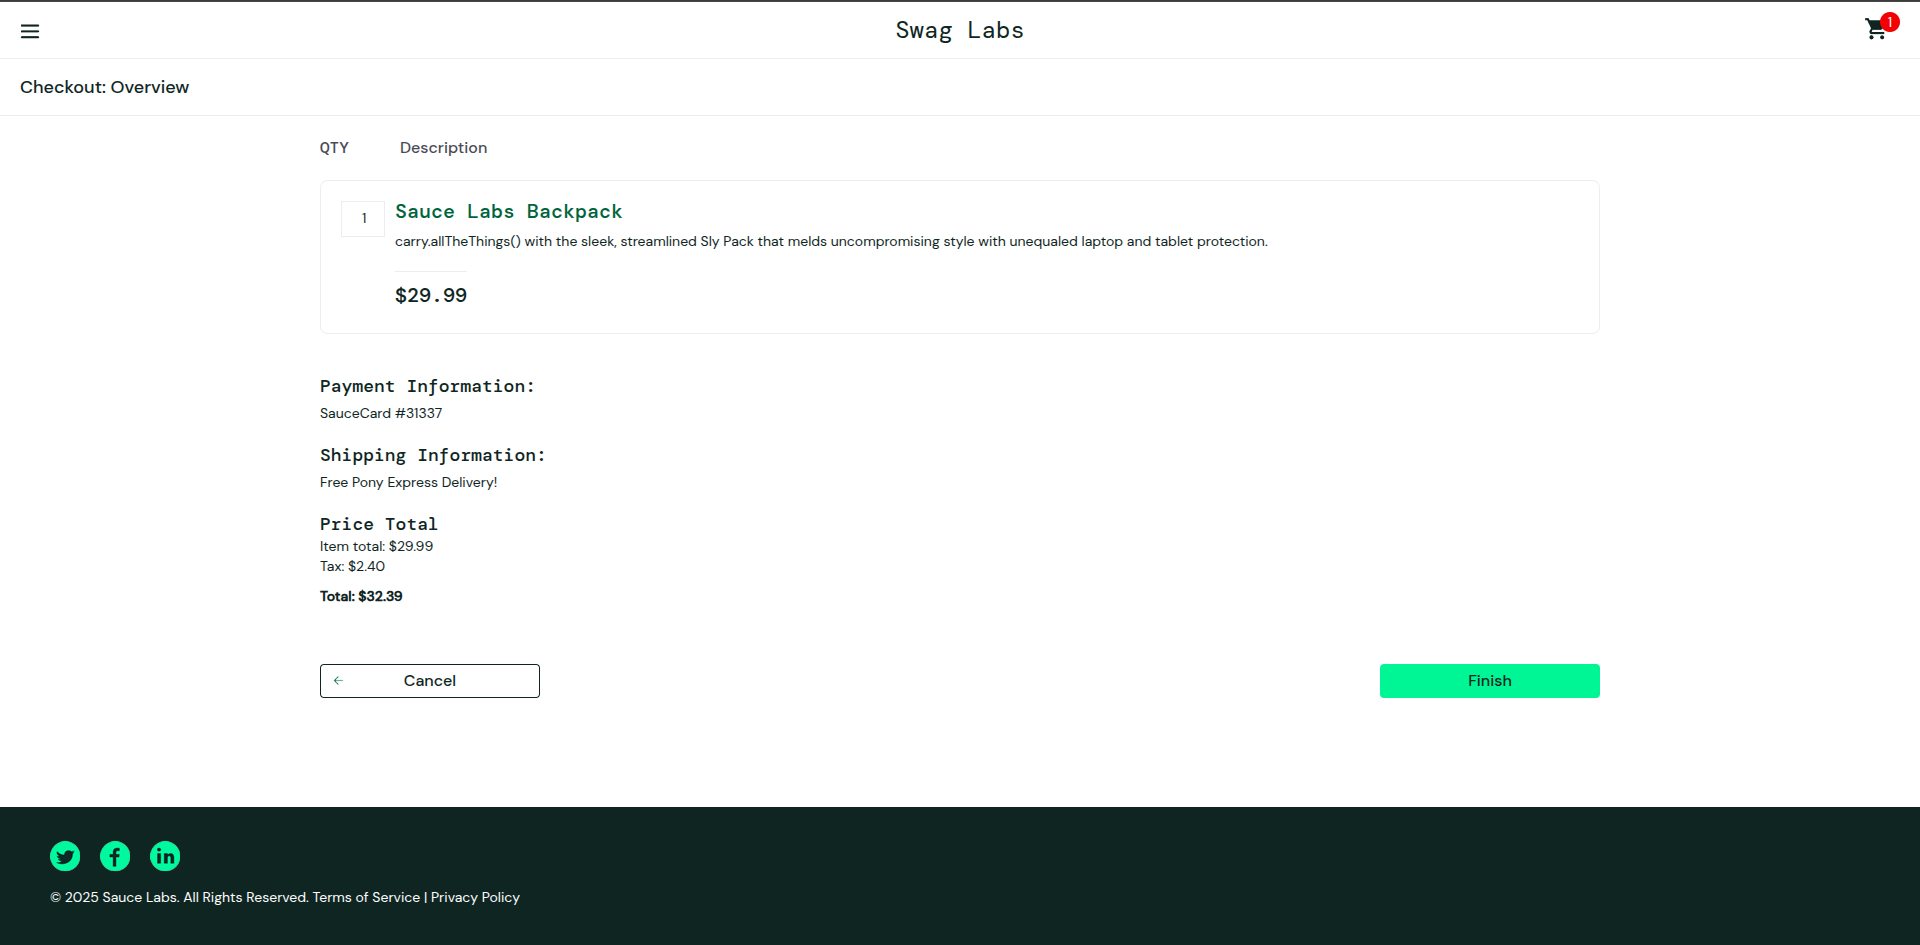 Swag Labs
1
Checkout: Overview
QTY Description
1
Sauce Labs Backpack
carry.allTheThings() with the sleek, streamlined Sly Pack that melds uncompromising style with unequaled laptop and tablet protection.
$29.99
Payment Information:
SauceCard #31337
Shipping Information:
Free Pony Express Delivery!
Price Total
Item total: $29.99
Tax: $2.40
Total: $32.39
Cancel
Finish
© 2025 Sauce Labs. All Rights Reserved. Terms of Service | Privacy Policy